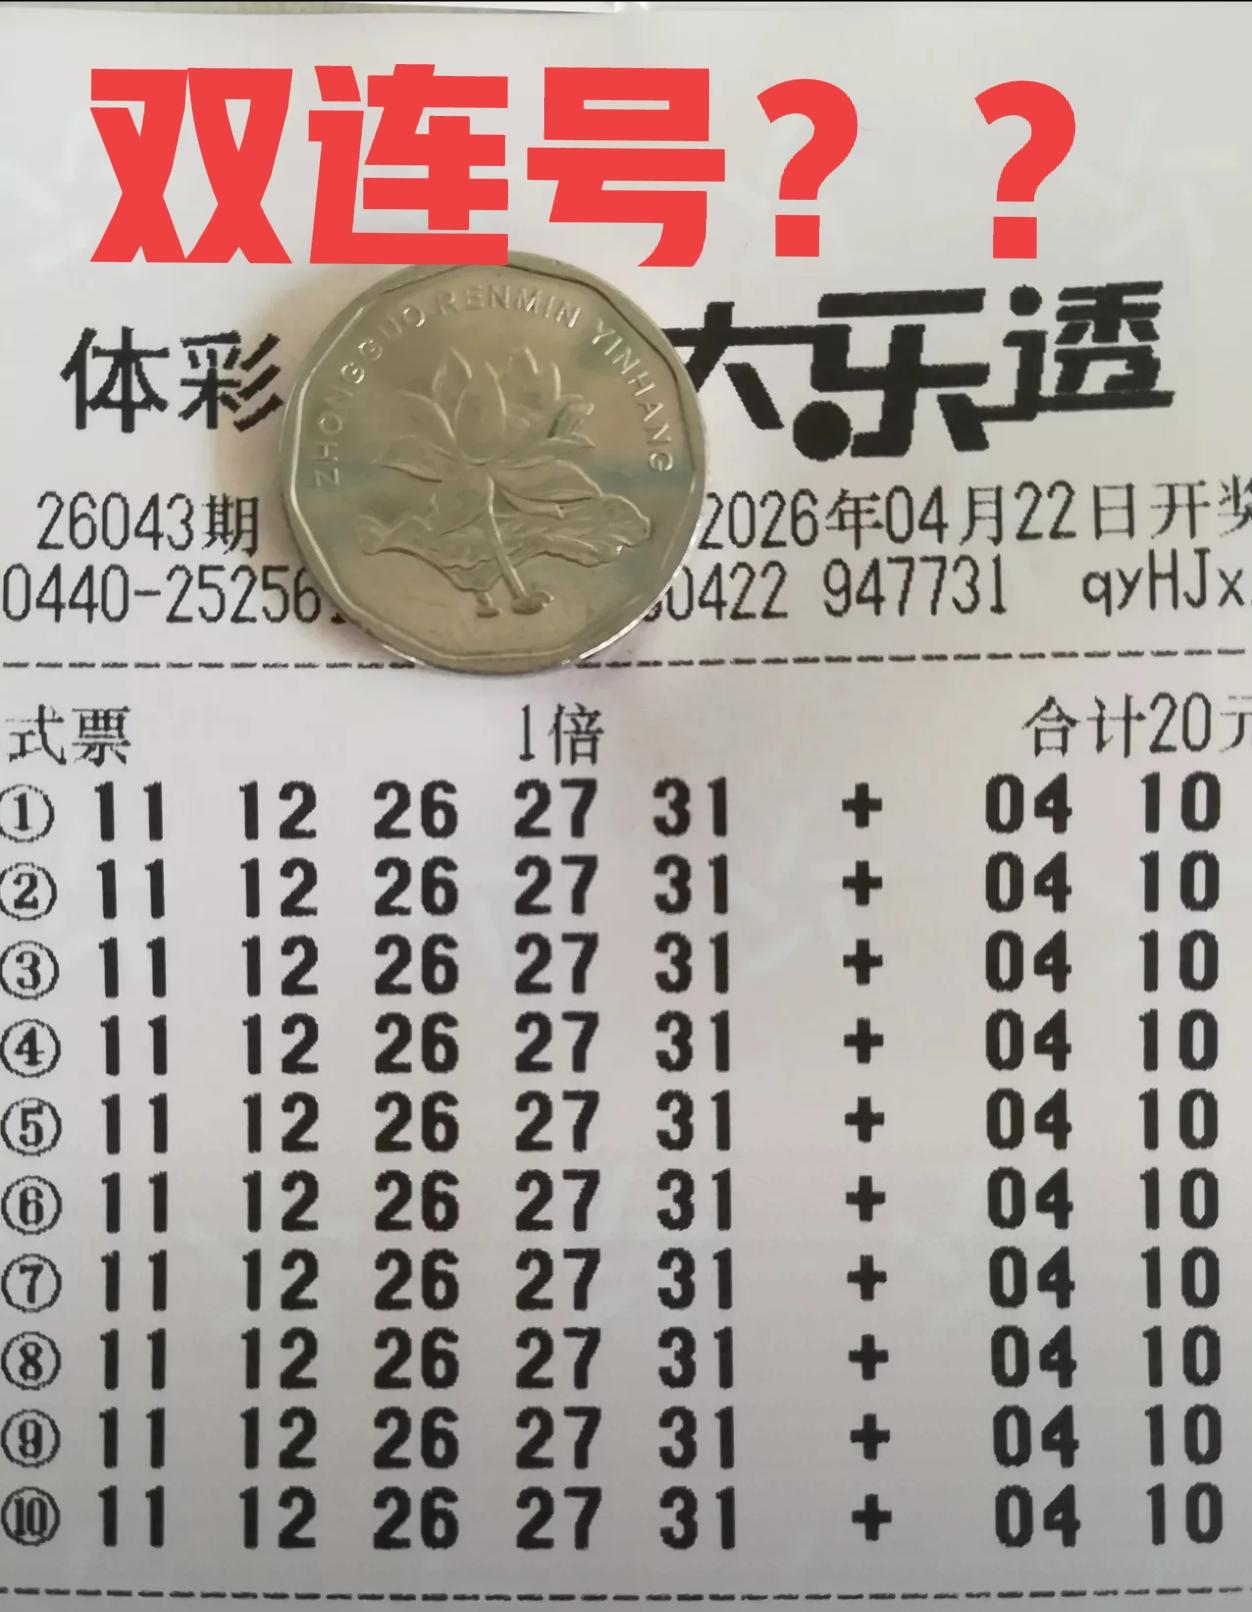 双连号？？
ZHONGGUO RENMIN YINHANG
体彩 大乐透
26043期 2026年04月22日开奖
0440-25256 0422 947731 qyHJx
式票 1倍 合计20元
① 11 12 26 27 31 + 04 10
② 11 12 26 27 31 + 04 10
③ 11 12 26 27 31 + 04 10
④ 11 12 26 27 31 + 04 10
⑤ 11 12 26 27 31 + 04 10
⑥ 11 12 26 27 31 + 04 10
⑦ 11 12 26 27 31 + 04 10
⑧ 11 12 26 27 31 + 04 10
⑨ 11 12 26 27 31 + 04 10
⑩ 11 12 26 27 31 + 04 10